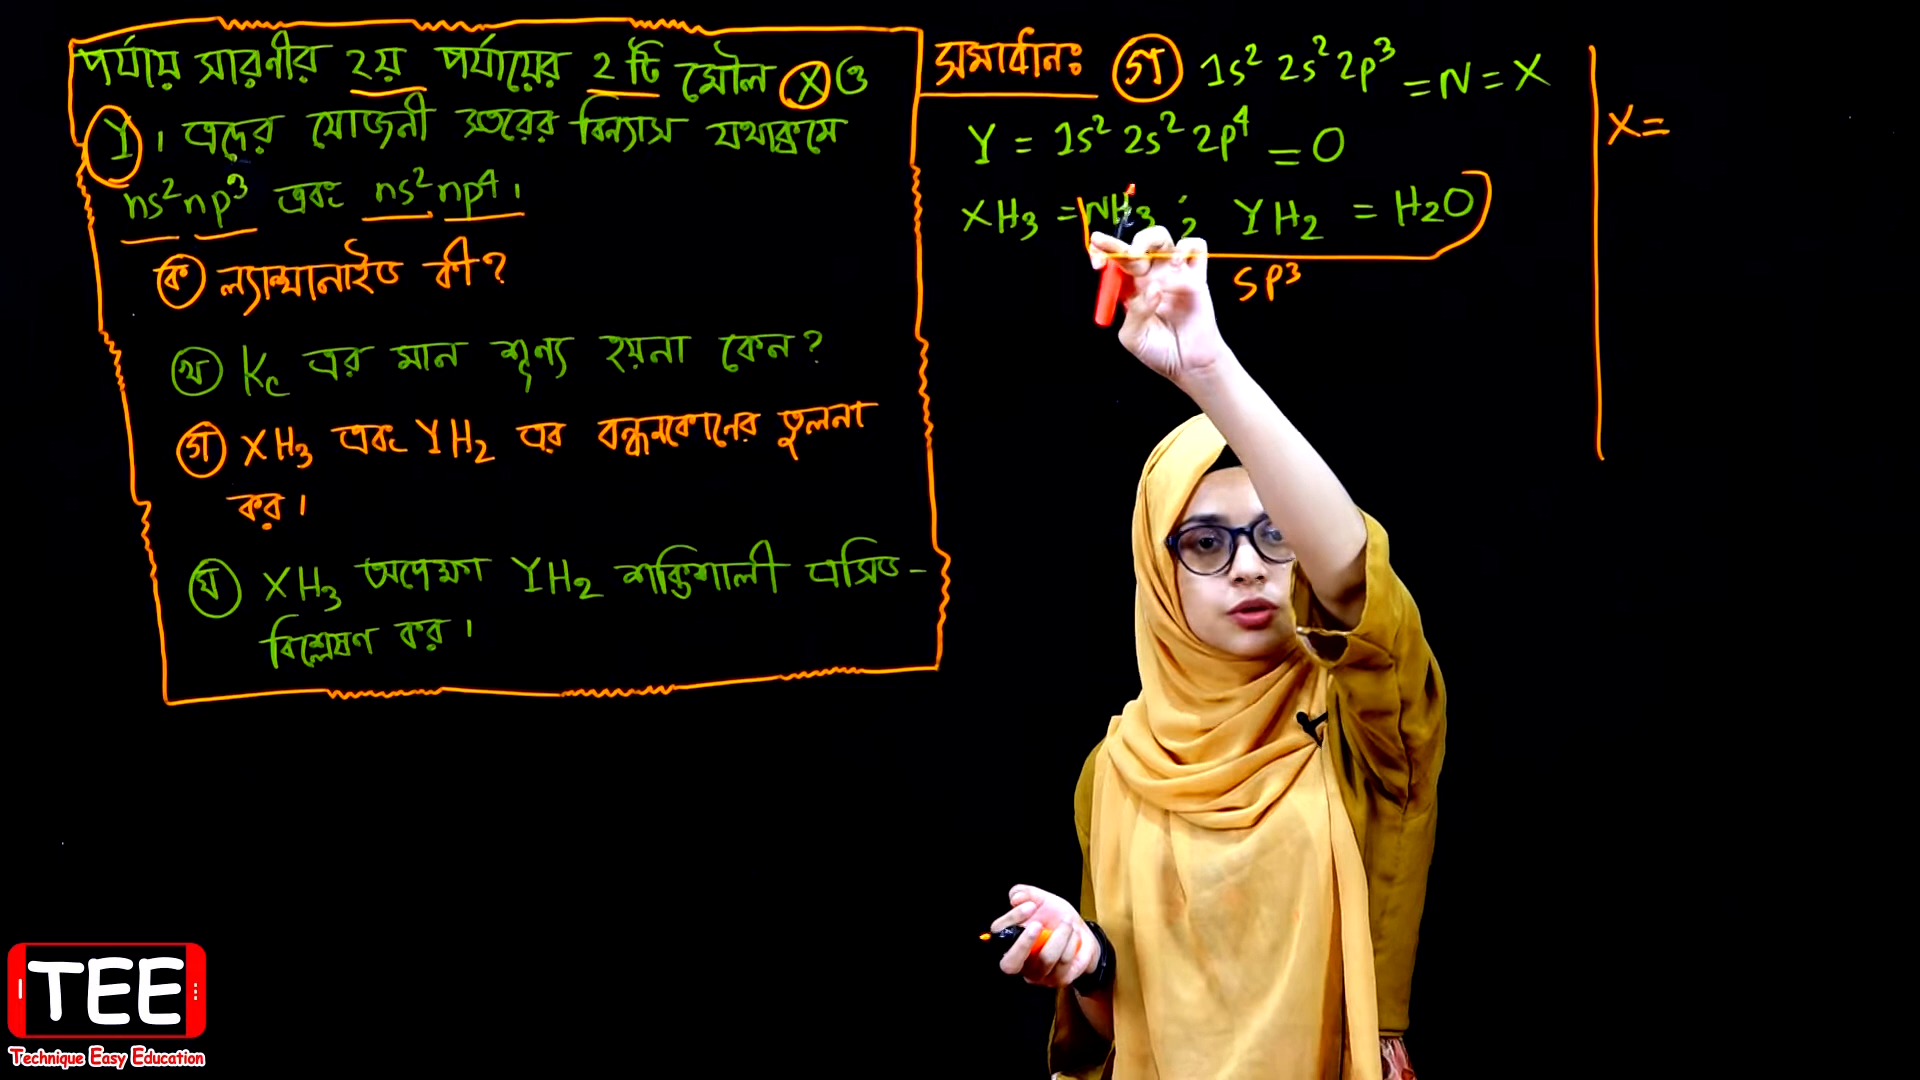 পর্যায় সারণীর ২য় পর্যায়ের 2 টি মৌল X ও
Y। এদের যোজনী স্তরের বিন্যাস যথাক্রমে
ns²np³ এবং ns²np⁴।
ক ল্যান্থানাইড কী?
খ Kc এর মান শূণ্য হয়না কেন?
গ XH₃ এবং YH₂ এর বন্ধনকোনের তুলনা
কর।
ঘ XH₃ অপেক্ষা YH₂ শক্তিশালী এসিড-
বিশ্লেষণ কর।
সমাধানঃ গ 1s² 2s² 2p³ = N = X
Y = 1s² 2s² 2p⁴ = O
XH₃ = NH₃ ; YH₂ = H₂O
sp³
X =
TEE
Technique Easy Education